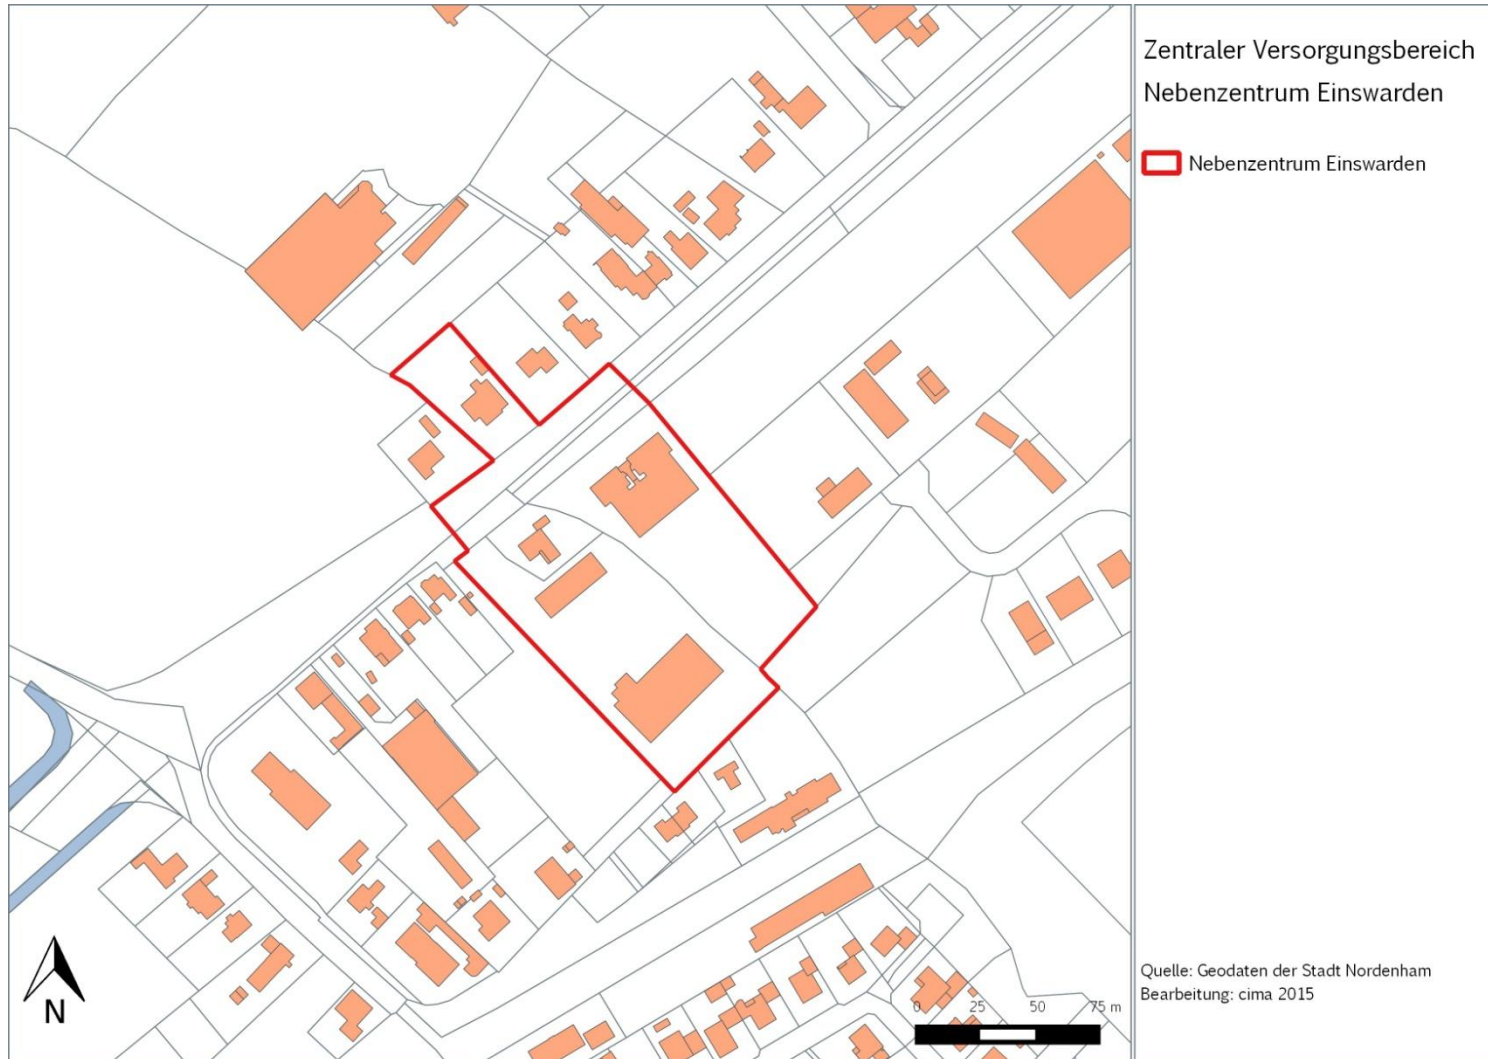 Zentraler Versorgungsbereich
Nebenzentrum Einswarden
Nebenzentrum Einswarden
Quelle: Geodaten der Stadt Nordenham
Bearbeitung: cima 2015
0 25 50 75 m
N